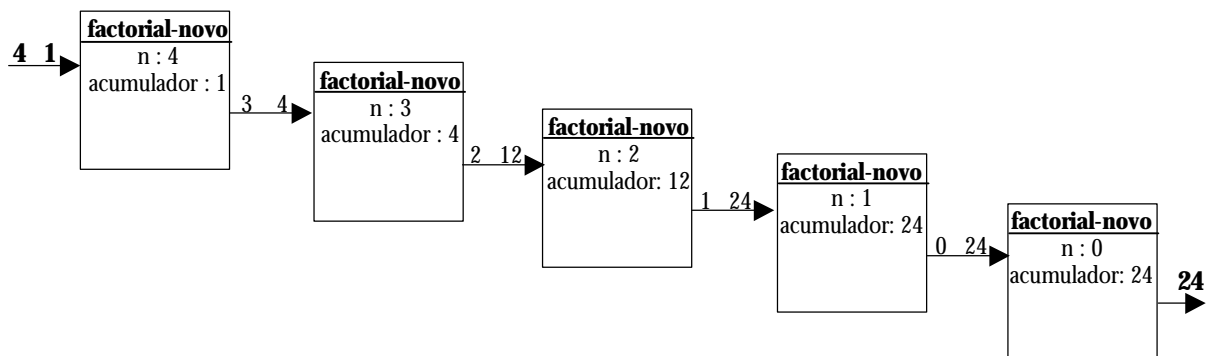 factorial-novo
4 1
n : 4
acumulador : 1
3 4
factorial-novo
n : 3
acumulador : 4
2 12
factorial-novo
n : 2
acumulador: 12
1 24
factorial-novo
n : 1
acumulador: 24
0 24
factorial-novo
n : 0
acumulador: 24
24